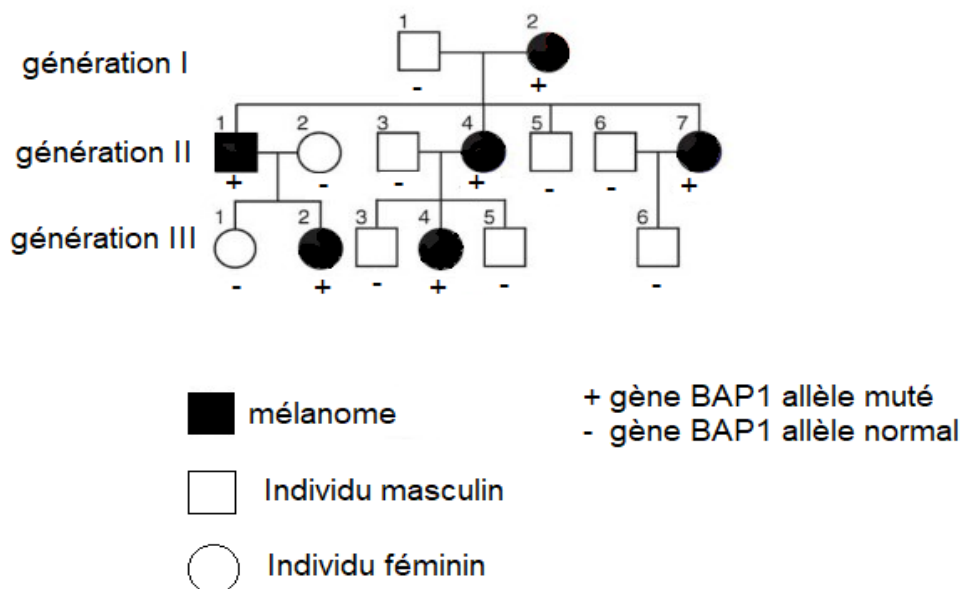 génération I
1 2
- +
génération II
1 2 3 4 5 6 7
+ - - + - - +
génération III
1 2 3 4 5 6
- + - + - -
mélanome
+ gène BAP1 allèle muté
- gène BAP1 allèle normal
Individu masculin
Individu féminin